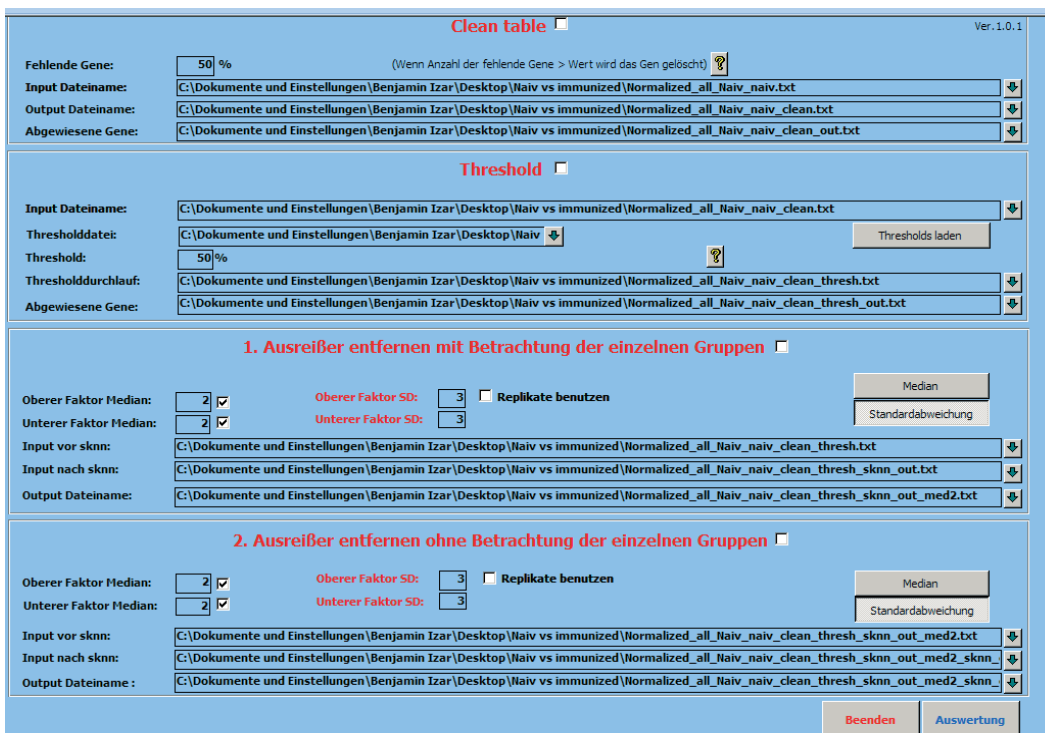 Clean table
Ver.1.0.1
Fehlende Gene: 50 % (Wenn Anzahl der fehlende Gene > Wert wird das Gen gelöscht) ?
Input Dateiname: C:\Dokumente und Einstellungen\Benjamin Izar\Desktop\Naiv vs immunized\Normalized_all_Naiv_naiv.txt
Output Dateiname: C:\Dokumente und Einstellungen\Benjamin Izar\Desktop\Naiv vs immunized\Normalized_all_Naiv_naiv_clean.txt
Abgewiesene Gene: C:\Dokumente und Einstellungen\Benjamin Izar\Desktop\Naiv vs immunized\Normalized_all_Naiv_naiv_clean_out.txt
Threshold
Input Dateiname: C:\Dokumente und Einstellungen\Benjamin Izar\Desktop\Naiv vs immunized\Normalized_all_Naiv_naiv_clean.txt
Thresholddatei: C:\Dokumente und Einstellungen\Benjamin Izar\Desktop\Naiv Thresholds laden
Threshold: 50 % ?
Thresholddurchlauf: C:\Dokumente und Einstellungen\Benjamin Izar\Desktop\Naiv vs immunized\Normalized_all_Naiv_naiv_clean_thresh.txt
Abgewiesene Gene: C:\Dokumente und Einstellungen\Benjamin Izar\Desktop\Naiv vs immunized\Normalized_all_Naiv_naiv_clean_thresh_out.txt
1. Ausreißer entfernen mit Betrachtung der einzelnen Gruppen
Median
Oberer Faktor Median: 2 Oberer Faktor SD: 3 Replikate benutzen
Standardabweichung
Unterer Faktor Median: 2 Unterer Faktor SD: 3
Input vor sknn: C:\Dokumente und Einstellungen\Benjamin Izar\Desktop\Naiv vs immunized\Normalized_all_Naiv_naiv_clean_thresh.txt
Input nach sknn: C:\Dokumente und Einstellungen\Benjamin Izar\Desktop\Naiv vs immunized\Normalized_all_Naiv_naiv_clean_thresh_sknn_out.txt
Output Dateiname: C:\Dokumente und Einstellungen\Benjamin Izar\Desktop\Naiv vs immunized\Normalized_all_Naiv_naiv_clean_thresh_sknn_out_med2.txt
2. Ausreißer entfernen ohne Betrachtung der einzelnen Gruppen
Oberer Faktor Median: 2 Oberer Faktor SD: 3 Replikate benutzen Median
Unterer Faktor Median: 2 Unterer Faktor SD: 3 Standardabweichung
Input vor sknn: C:\Dokumente und Einstellungen\Benjamin Izar\Desktop\Naiv vs immunized\Normalized_all_Naiv_naiv_clean_thresh_sknn_out_med2.txt
Input nach sknn: C:\Dokumente und Einstellungen\Benjamin Izar\Desktop\Naiv vs immunized\Normalized_all_Naiv_naiv_clean_thresh_sknn_out_med2_sknn_
Output Dateiname : C:\Dokumente und Einstellungen\Benjamin Izar\Desktop\Naiv vs immunized\Normalized_all_Naiv_naiv_clean_thresh_sknn_out_med2_sknn_
Beenden Auswertung